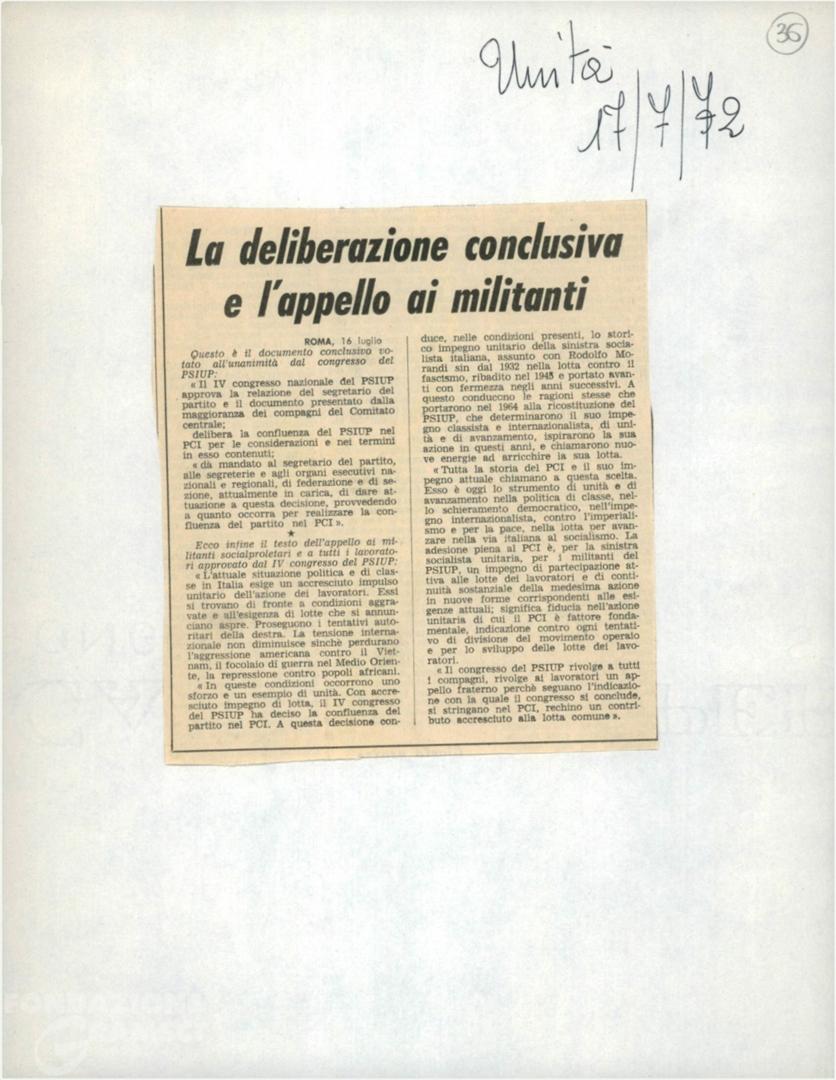 36
Unità
17/7/72
La deliberazione conclusiva
e l'appello ai militanti
ROMA, 16 luglio
Questo è il documento conclusivo vo-
tato all'unanimità dal congresso del
PSIUP:
« Il IV congresso nazionale del PSIUP
approva la relazione del segretario del
partito e il documento presentato dalla
maggioranza dei compagni del Comitato
centrale;
delibera la confluenza del PSIUP nel
PCI per le considerazioni e nei termini
in esso contenuti;
« dà mandato al segretario del partito,
alle segreterie e agli organi esecutivi na-
zionali e regionali, di federazione e di se-
zione, attualmente in carica, di dare at-
tuazione a questa decisione, provvedendo
a quanto occorra per realizzare la con-
fluenza del partito nel PCI ».
★
Ecco infine il testo dell'appello ai mi-
litanti socialproletari e a tutti i lavorato-
ri approvato dal IV congresso del PSIUP:
« L'attuale situazione politica e di clas-
se in Italia esige un accresciuto impulso
unitario dell'azione dei lavoratori. Essi
si trovano di fronte a condizioni aggra-
vate e all'esigenza di lotte che si annun-
ciano aspre. Proseguono i tentativi auto-
ritari della destra. La tensione interna-
zionale non diminuisce sinchè perdurano
l'aggressione americana contro il Viet-
nam, il focolaio di guerra nel Medio Orien-
te, la repressione contro popoli africani.
« In queste condizioni occorrono uno
sforzo e un esempio di unità. Con accre-
sciuto impegno di lotta, il IV congresso
del PSIUP ha deciso la confluenza del
partito nel PCI. A questa decisione con-
duce, nelle condizioni presenti, lo stori-
co impegno unitario della sinistra socia-
lista italiana, assunto con Rodolfo Mo-
randi sin dal 1932 nella lotta contro il
fascismo, ribadito nel 1945 e portato avan-
ti con fermezza negli anni successivi. A
questo conducono le ragioni stesse che
portarono nel 1964 alla ricostituzione del
PSIUP, che determinarono il suo impe-
gno classista e internazionalista, di uni-
tà e di avanzamento, ispirarono la sua
azione in questi anni, e chiamarono nuo-
ve energie ad arricchire la sua lotta.
« Tutta la storia del PCI e il suo im-
pegno attuale chiamano a questa scelta.
Esso è oggi lo strumento di unità e di
avanzamento nella politica di classe, nel-
lo schieramento democratico, nell'impe-
gno internazionalista, contro l'imperiali-
smo e per la pace, nella lotta per avan-
zare nella via italiana al socialismo. La
adesione piena al PCI è, per la sinistra
socialista unitaria, per i militanti del
PSIUP, un impegno di partecipazione at-
tiva alle lotte dei lavoratori e di conti-
nuità sostanziale della medesima azione
in nuove forme corrispondenti alle esi-
genze attuali; significa fiducia nell'azione
unitaria di cui il PCI è fattore fonda-
mentale, indicazione contro ogni tentati-
vo di divisione del movimento operaio
e per lo sviluppo delle lotte dei lavo-
ratori.
« Il congresso del PSIUP rivolge a tutti
i compagni, rivolge ai lavoratori un ap-
pello fraterno perchè seguano l'indicazio-
ne con la quale il congresso si conclude,
si stringano nel PCI, rechino un contri-
buto accresciuto alla lotta comune ».
FONDAZIONE
GRAMSCI